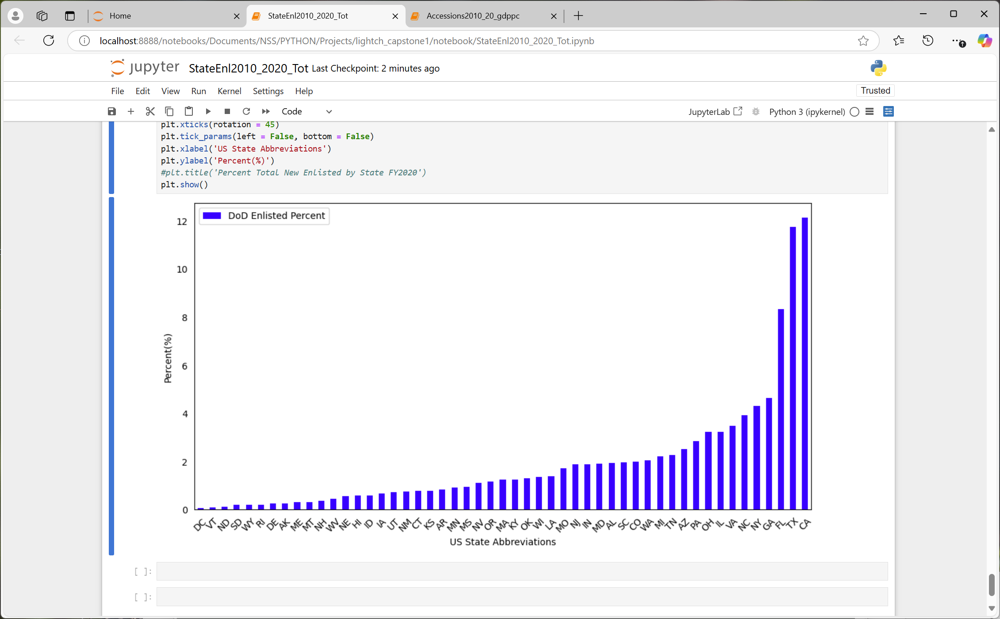 Home
StateEnl2010_2020_Tot
Accessions2010_20_gdppc
localhost:8888/notebooks/Documents/NSS/PYTHON/Projects/lightch_capstone1/notebook/StateEnl2010_2020_Tot.ipynb
jupyter StateEnl2010_2020_Tot Last Checkpoint: 2 minutes ago
File Edit View Run Kernel Settings Help Trusted
Code JupyterLab Python 3 (ipykernel)
plt.xticks(rotation = 45)
plt.tick_params(left = False, bottom = False)
plt.xlabel('US State Abbreviations')
plt.ylabel('Percent(%)')
#plt.title('Percent Total New Enlisted by State FY2020')
plt.show()
DoD Enlisted Percent
12
10
8
6
4
2
0
Percent(%)
DC VT ND SD WY RI DE AK ME MT NH WV NE HI ID IA UT NM CT KS AR MN MS NV OR MA KY OK WI LA MO NJ IN MD AL SC CO WA MI TN AZ PA OH IL VA NC NY GA FL TX CA
US State Abbreviations
[ ]:
[ ]: